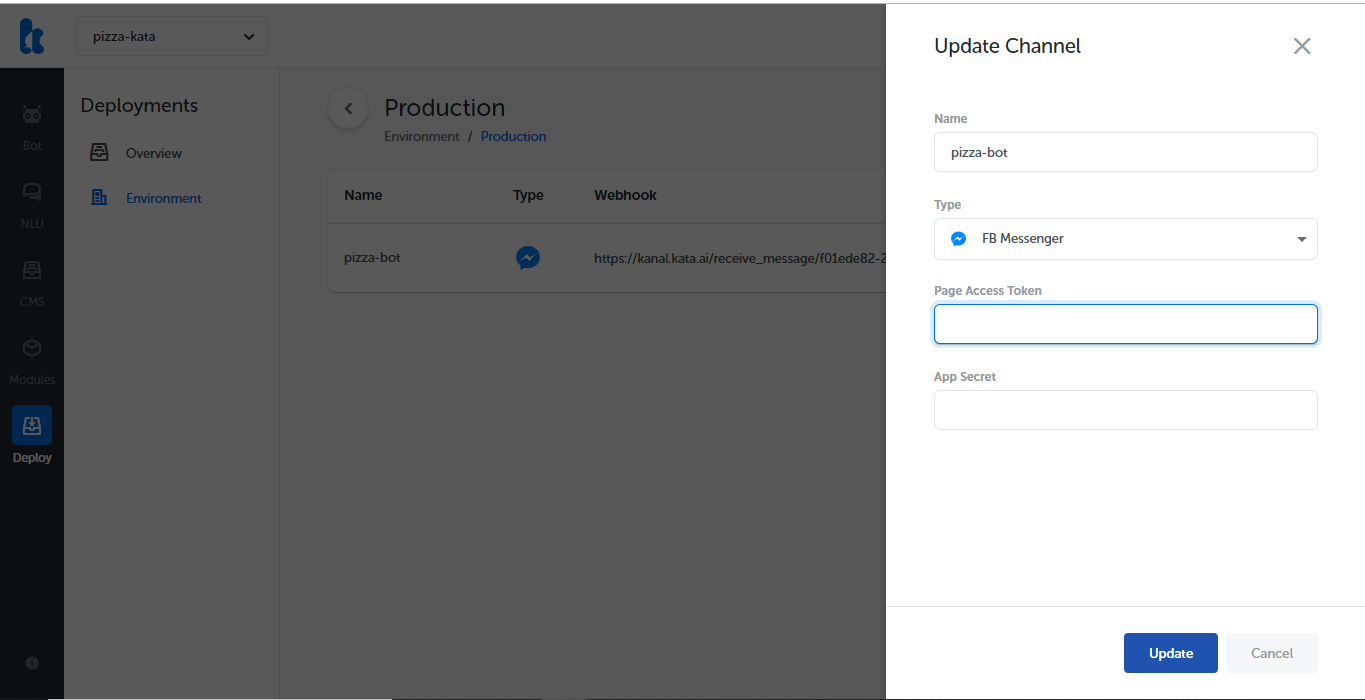 pizza-kata
Bot
NLU
CMS
Modules
Deploy
Deployments
Overview
Environment
Production
Environment / Production
Name Type Webhook
pizza-bot https://kanal.kata.ai/receive_message/f01ede82-2
Update Channel
Name
pizza-bot
Type
FB Messenger
Page Access Token
App Secret
Update Cancel